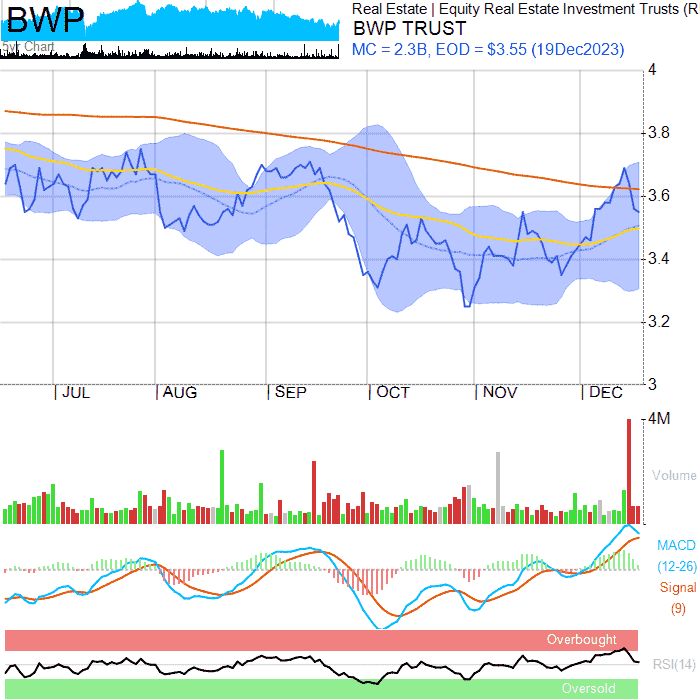 BWP
5yr Chart
Real Estate | Equity Real Estate Investment Trusts (R
BWP TRUST
MC = 2.3B, EOD = $3.55 (19Dec2023)
4
3.8
3.6
3.4
3.2
3
| JUL | AUG | SEP | OCT | NOV | DEC
4M
Volume
MACD
(12-26)
Signal
(9)
Overbought
RSI(14)
Oversold